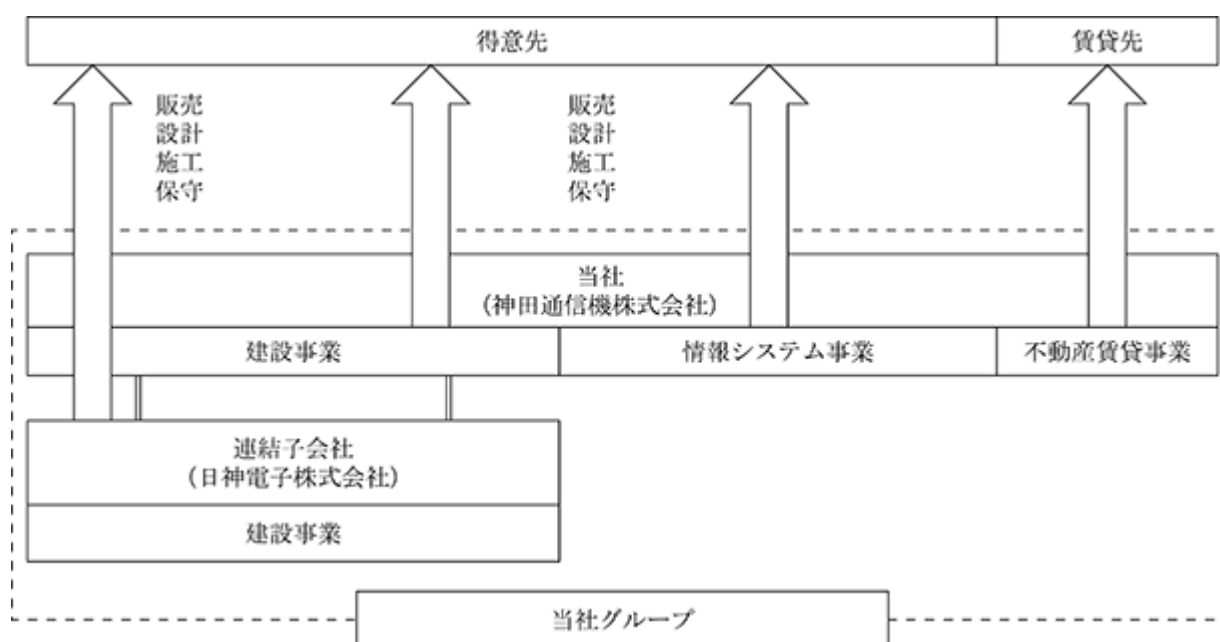 得意先
賃貸先
販売
設計
施工
保守
販売
設計
施工
保守
当社
(神田通信機株式会社)
建設事業
情報システム事業
不動産賃貸事業
連結子会社
(日神電子株式会社)
建設事業
当社グループ